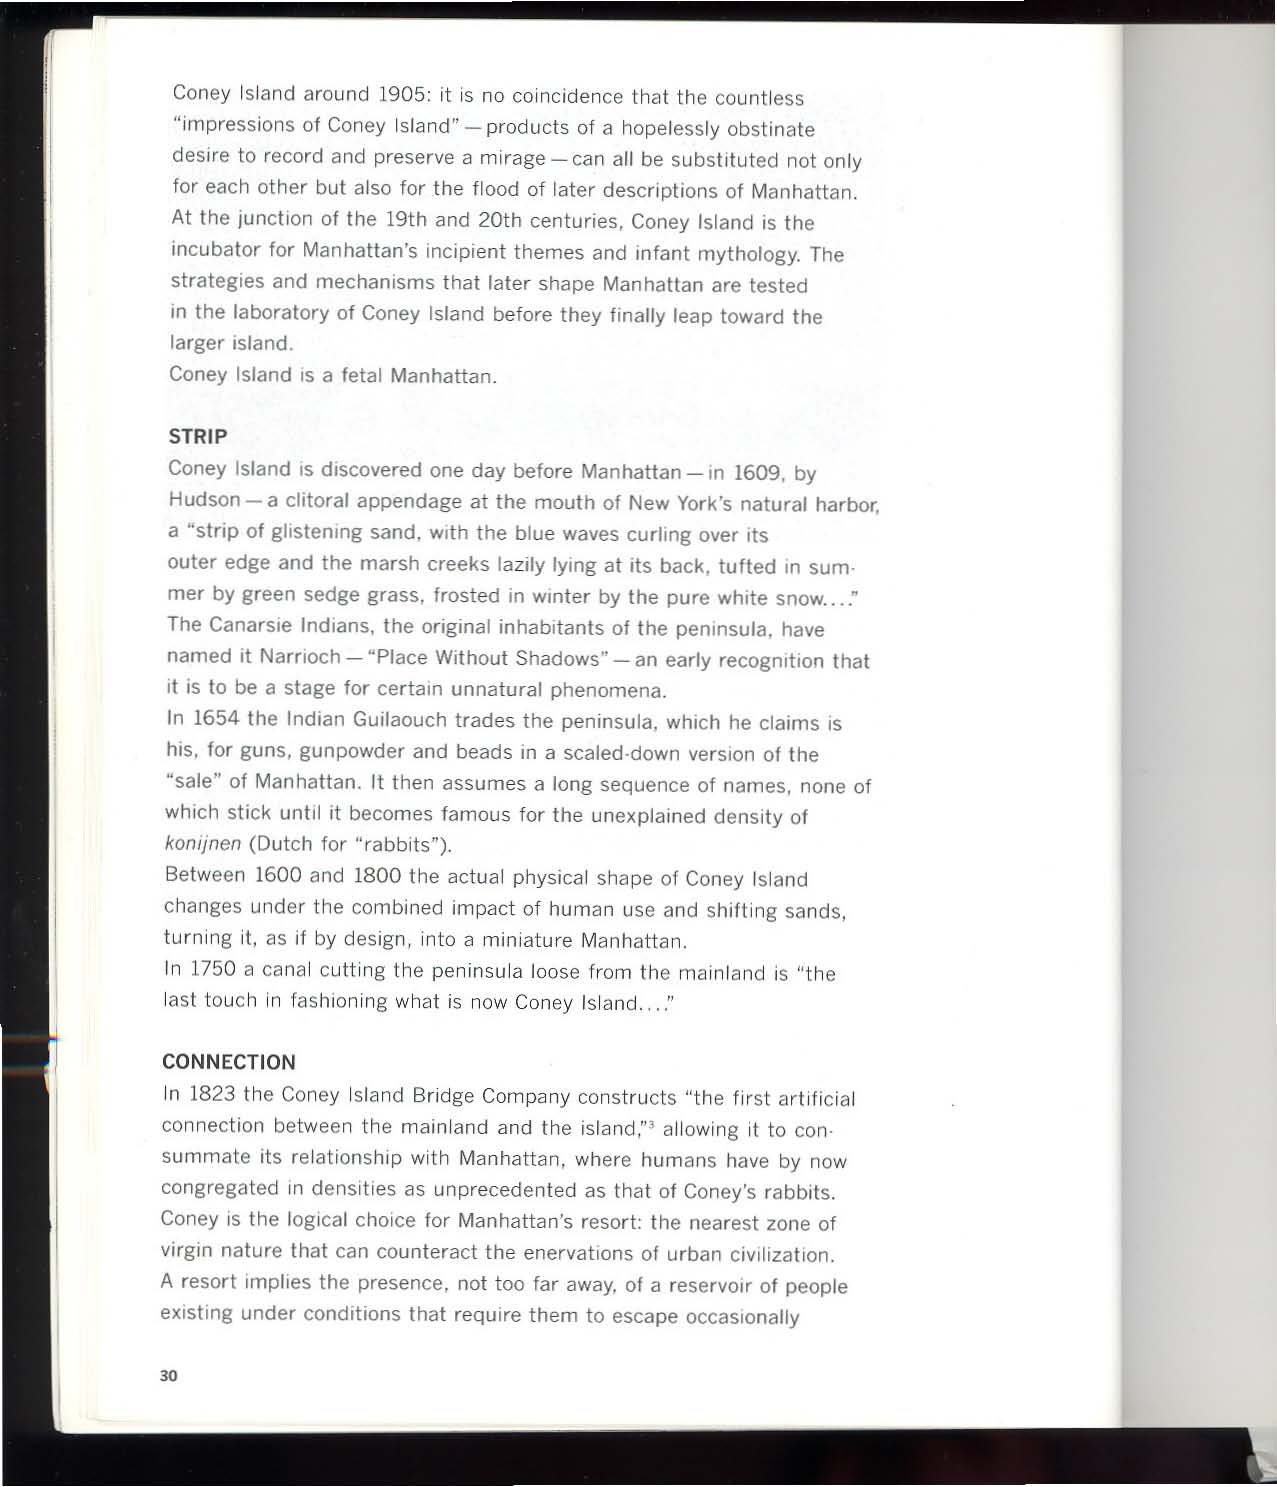 Coney Island around 1905: it is no coincidence that the countless
“impressions of Coney Island” — products of a hopelessly obstinate
desire to record and preserve a mirage — can all be substituted not only
for each other but also for the flood of later descriptions of Manhattan.
At the junction of the 19th and 20th centuries, Coney Island is the
incubator for Manhattan’s incipient themes and infant mythology. The
strategies and mechanisms that later shape Manhattan are tested
in the laboratory of Coney Island before they finally leap toward the
larger island.
Coney Island is a fetal Manhattan.
STRIP
Coney Island is discovered one day before Manhattan — in 1609, by
Hudson — a clitoral appendage at the mouth of New York’s natural harbor,
a “strip of glistening sand, with the blue waves curling over its
outer edge and the marsh creeks lazily lying at its back, tufted in sum-
mer by green sedge grass, frosted in winter by the pure white snow....”
The Canarsie Indians, the original inhabitants of the peninsula, have
named it Narrioch — “Place Without Shadows” — an early recognition that
it is to be a stage for certain unnatural phenomena.
In 1654 the Indian Guilaouch trades the peninsula, which he claims is
his, for guns, gunpowder and beads in a scaled-down version of the
“sale” of Manhattan. It then assumes a long sequence of names, none of
which stick until it becomes famous for the unexplained density of
konijnen (Dutch for “rabbits”).
Between 1600 and 1800 the actual physical shape of Coney Island
changes under the combined impact of human use and shifting sands,
turning it, as if by design, into a miniature Manhattan.
In 1750 a canal cutting the peninsula loose from the mainland is “the
last touch in fashioning what is now Coney Island....”
CONNECTION
In 1823 the Coney Island Bridge Company constructs “the first artificial
connection between the mainland and the island,”³ allowing it to con-
summate its relationship with Manhattan, where humans have by now
congregated in densities as unprecedented as that of Coney’s rabbits.
Coney is the logical choice for Manhattan’s resort: the nearest zone of
virgin nature that can counteract the enervations of urban civilization.
A resort implies the presence, not too far away, of a reservoir of people
existing under conditions that require them to escape occasionally
30